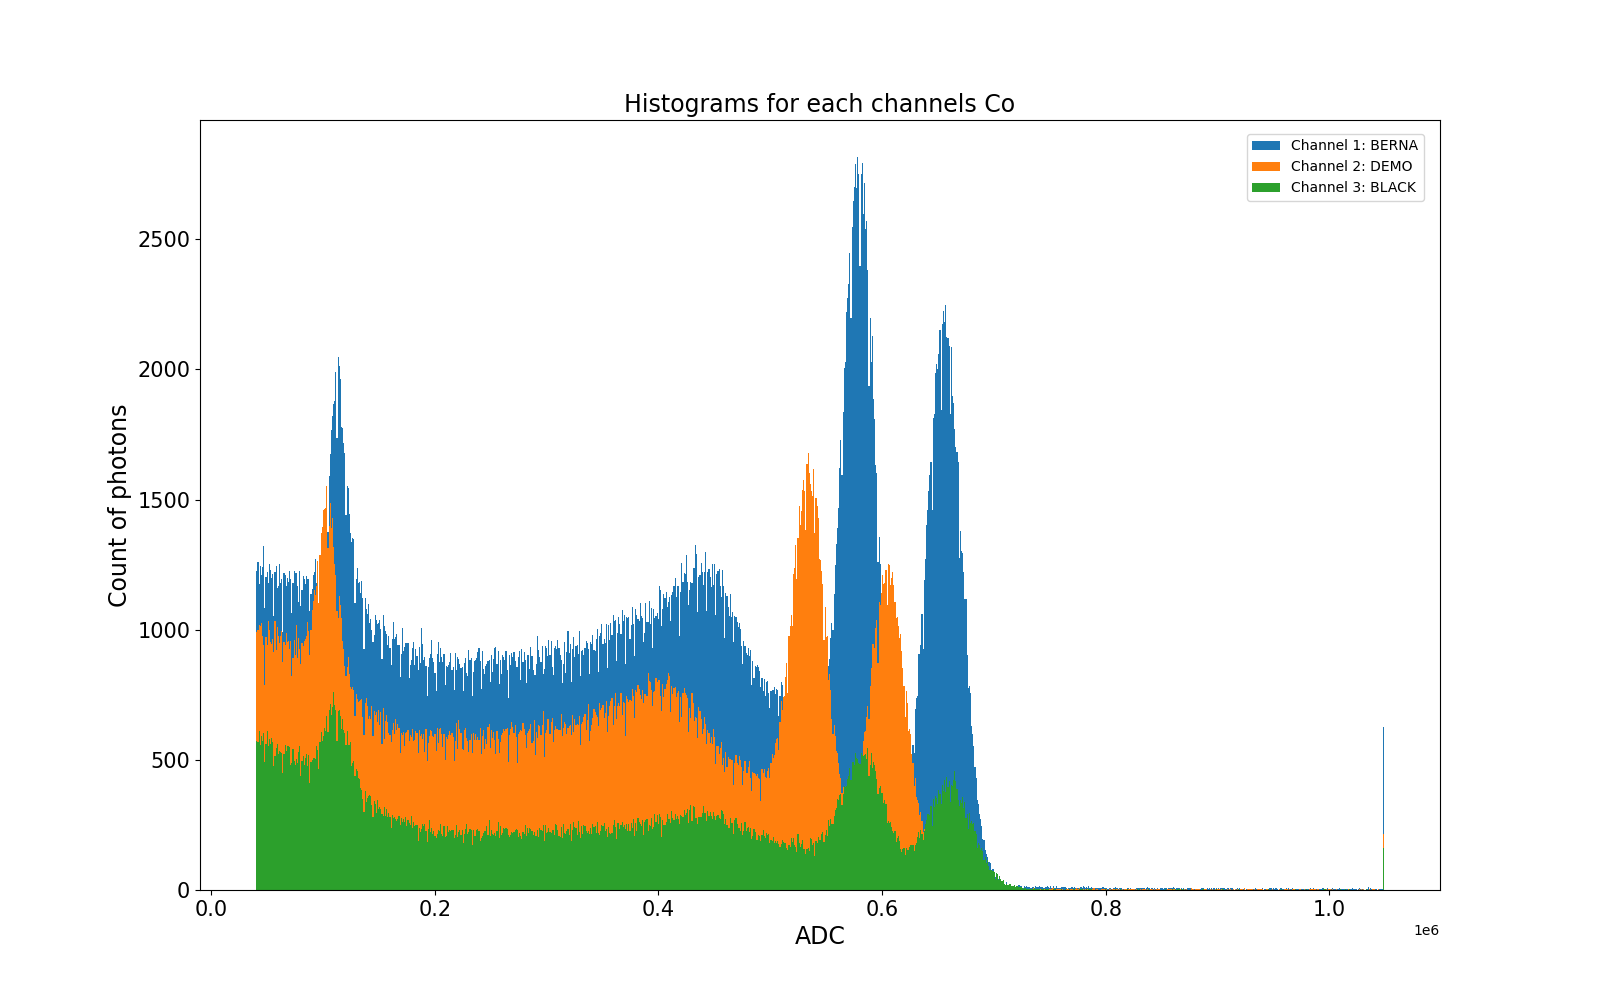 Histograms for each channels Co
Channel 1: BERNA
Channel 2: DEMO
Channel 3: BLACK
Count of photons
2500
2000
1500
1000
500
0
0.0 0.2 0.4 0.6 0.8 1.0
1e6
ADC